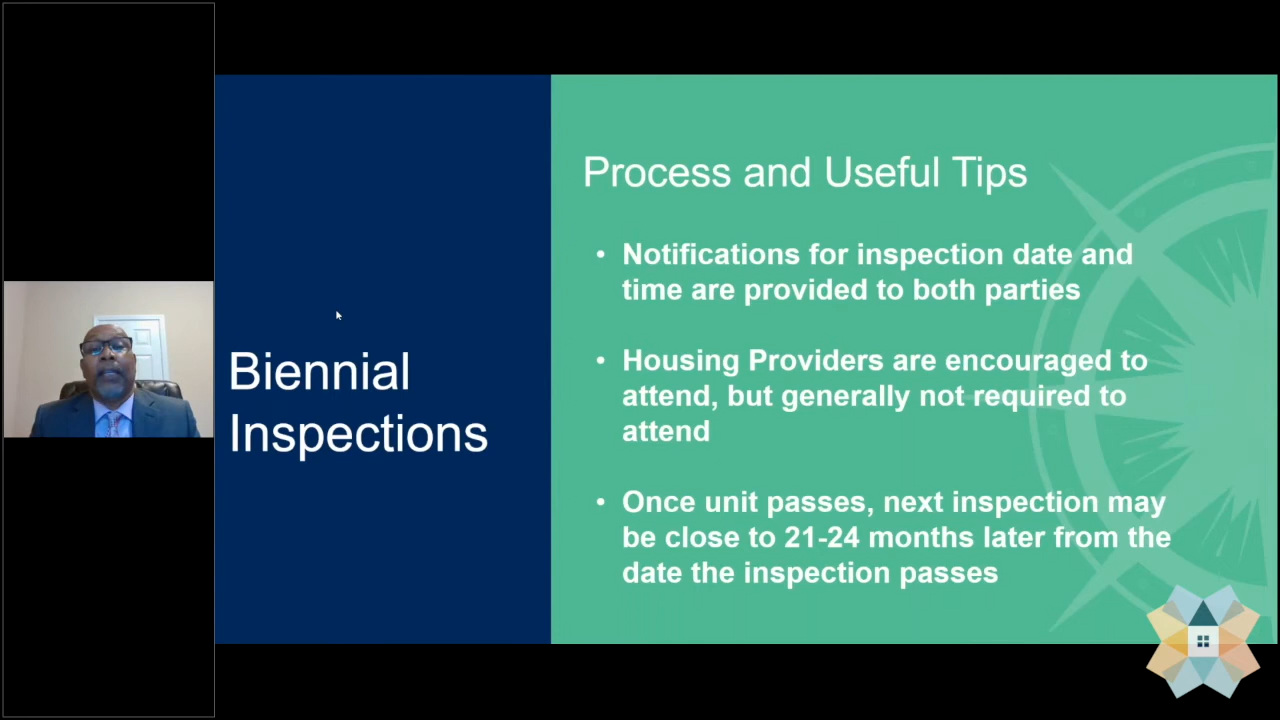 Biennial
Inspections
Process and Useful Tips
• Notifications for inspection date and
time are provided to both parties
• Housing Providers are encouraged to
attend, but generally not required to
attend
• Once unit passes, next inspection may
be close to 21-24 months later from the
date the inspection passes